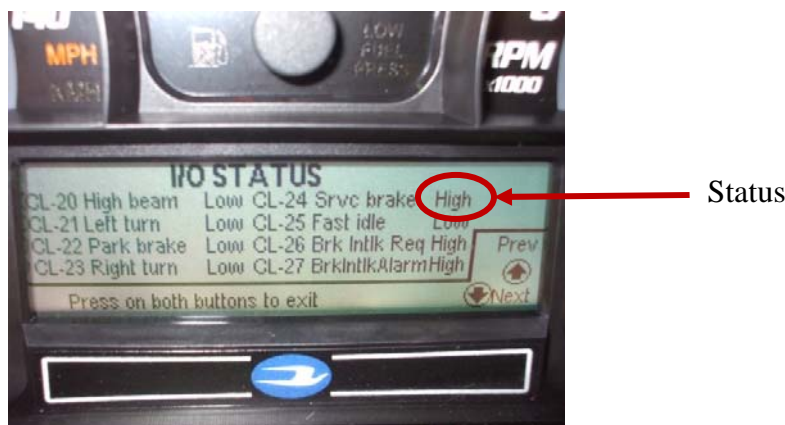 140
MPH
KM/H
LOW
FUEL
PRESS
RPM
x1000
I/O STATUS
CL-20 High beam Low CL-24 Srvc brake High
CL-21 Left turn Low CL-25 Fast idle Low
CL-22 Park brake Low CL-26 Brk Intlk Req High
CL-23 Right turn Low CL-27 BrkIntlkAlarm High
Prev
Press on both buttons to exit
Next
Status